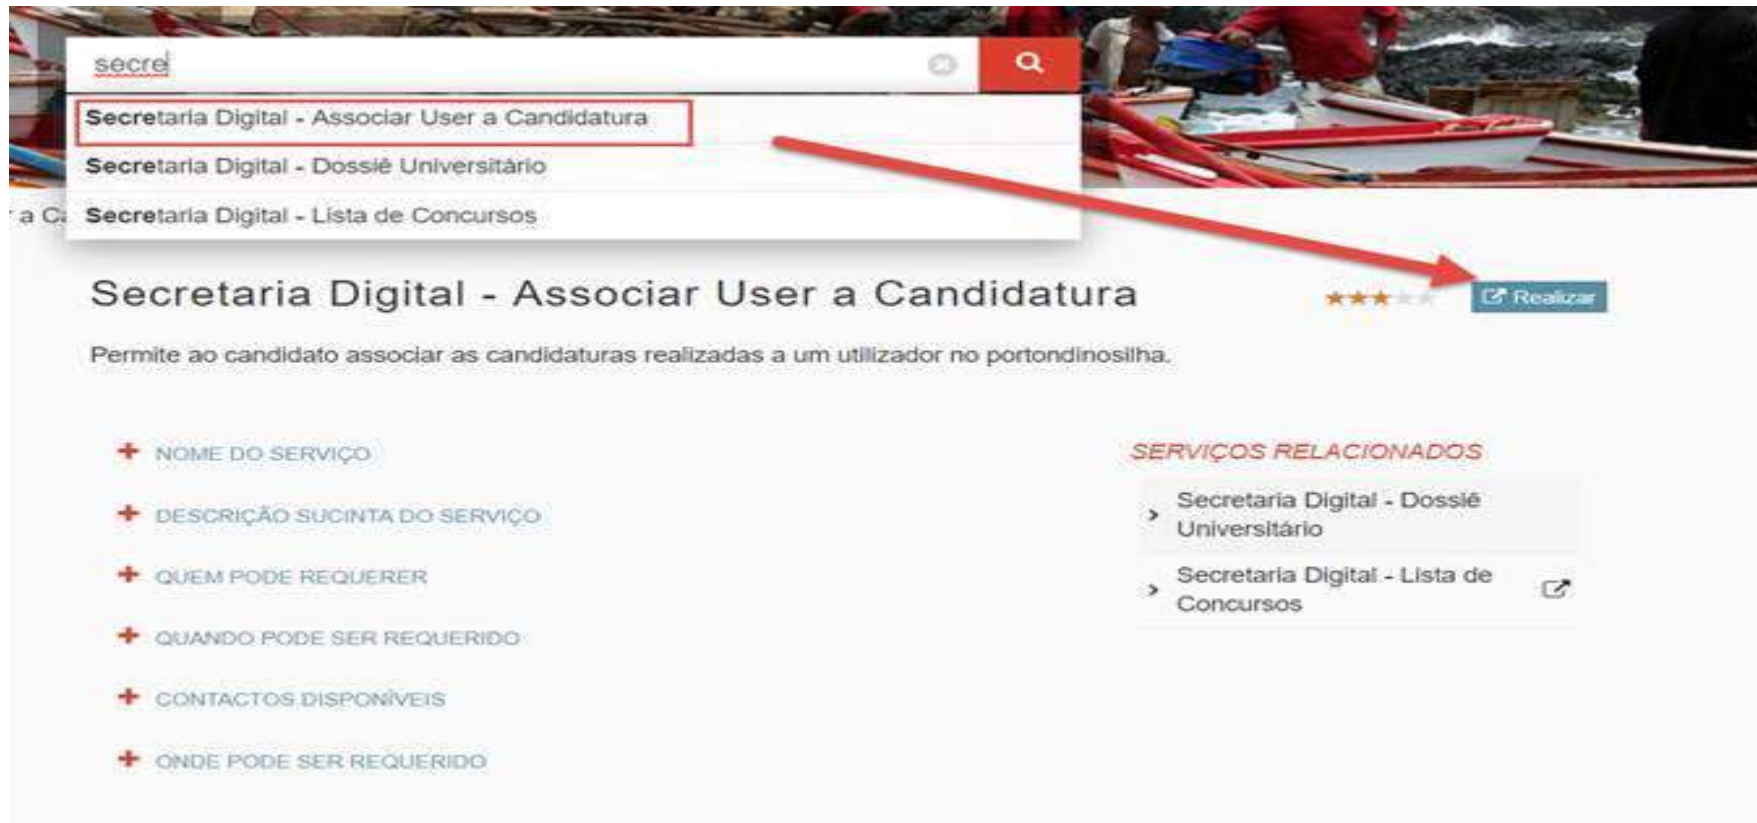 secre
Secretaria Digital - Associar User a Candidatura
Secretaria Digital - Dossiê Universitário
Secretaria Digital - Lista de Concursos
Secretaria Digital - Associar User a Candidatura
Realizar
Permite ao candidato associar as candidaturas realizadas a um utilizador no portondinosilha.
NOME DO SERVIÇO
DESCRIÇÃO SUCINTA DO SERVIÇO
QUEM PODE REQUERER
QUANDO PODE SER REQUERIDO
CONTACTOS DISPONÍVEIS
ONDE PODE SER REQUERIDO
SERVIÇOS RELACIONADOS
Secretaria Digital - Dossiê
Universitário
Secretaria Digital - Lista de
Concursos